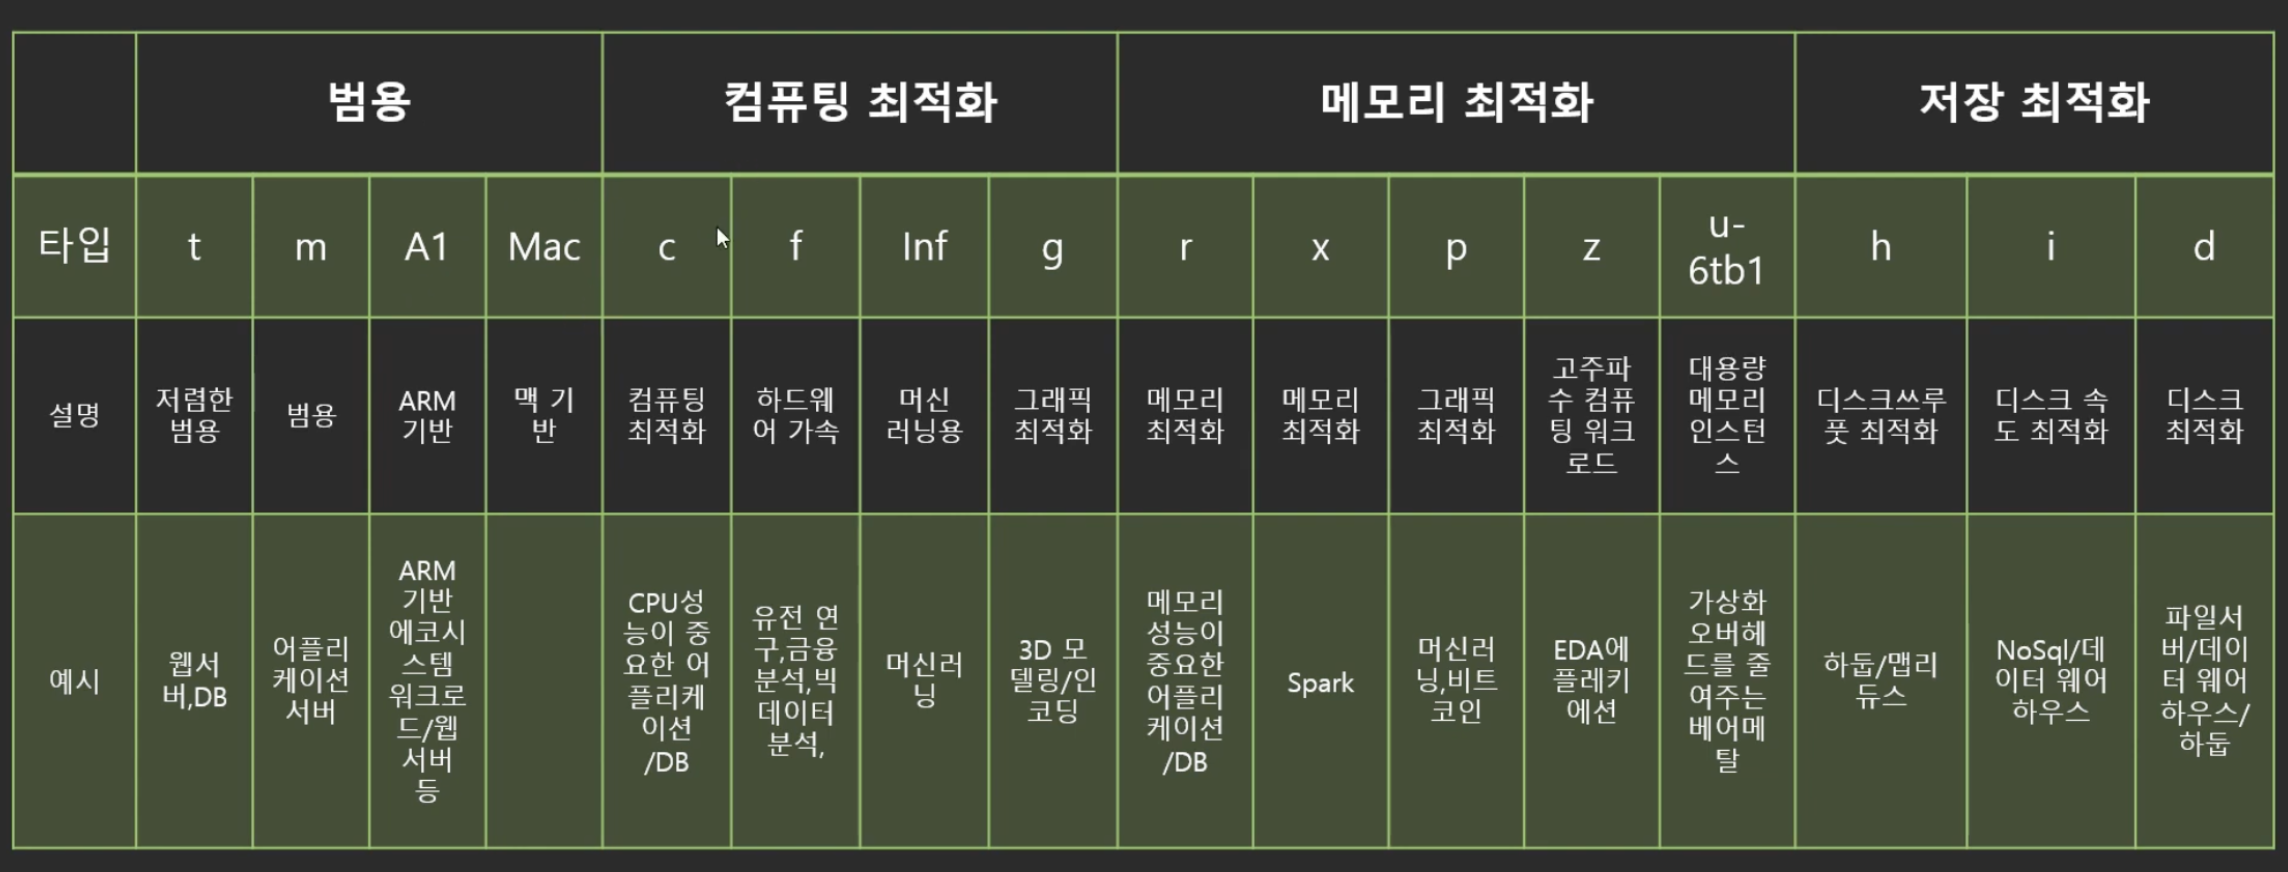 범용
컴퓨팅 최적화
메모리 최적화
저장 최적화
타입
t
m
A1
Mac
c
f
Inf
g
r
x
p
z
u-
6tb1
h
i
d
설명
저렴한
범용
범용
ARM
기반
맥 기
반
컴퓨팅
최적화
하드웨
어 가속
머신
러닝용
그래픽
최적화
메모리
최적화
메모리
최적화
그래픽
최적화
고주파
수 컴퓨
팅 워크
로드
대용량
메모리
인스턴
스
디스크쓰루
풋 최적화
디스크 속
도 최적화
디스크
최적화
예시
웹서
버,DB
어플리
케이션
서버
ARM
기반
에코시
스템
워크로
드/웹
서버
등
CPU성
능이 중
요한 어
플리케
이션
/DB
유전 연
구,금융
분석,빅
데이터
분석,
머신러
닝
3D 모
델링/인
코딩
메모리
성능이
중요한
어플리
케이션
/DB
Spark
머신러
닝,비트
코인
EDA에
플레키
에션
가상화
오버헤
드를 줄
여주는
베어메
탈
하둡/맵리
듀스
NoSql/데
이터 웨어
하우스
파일서
버/데이
터 웨어
하우스/
하둡